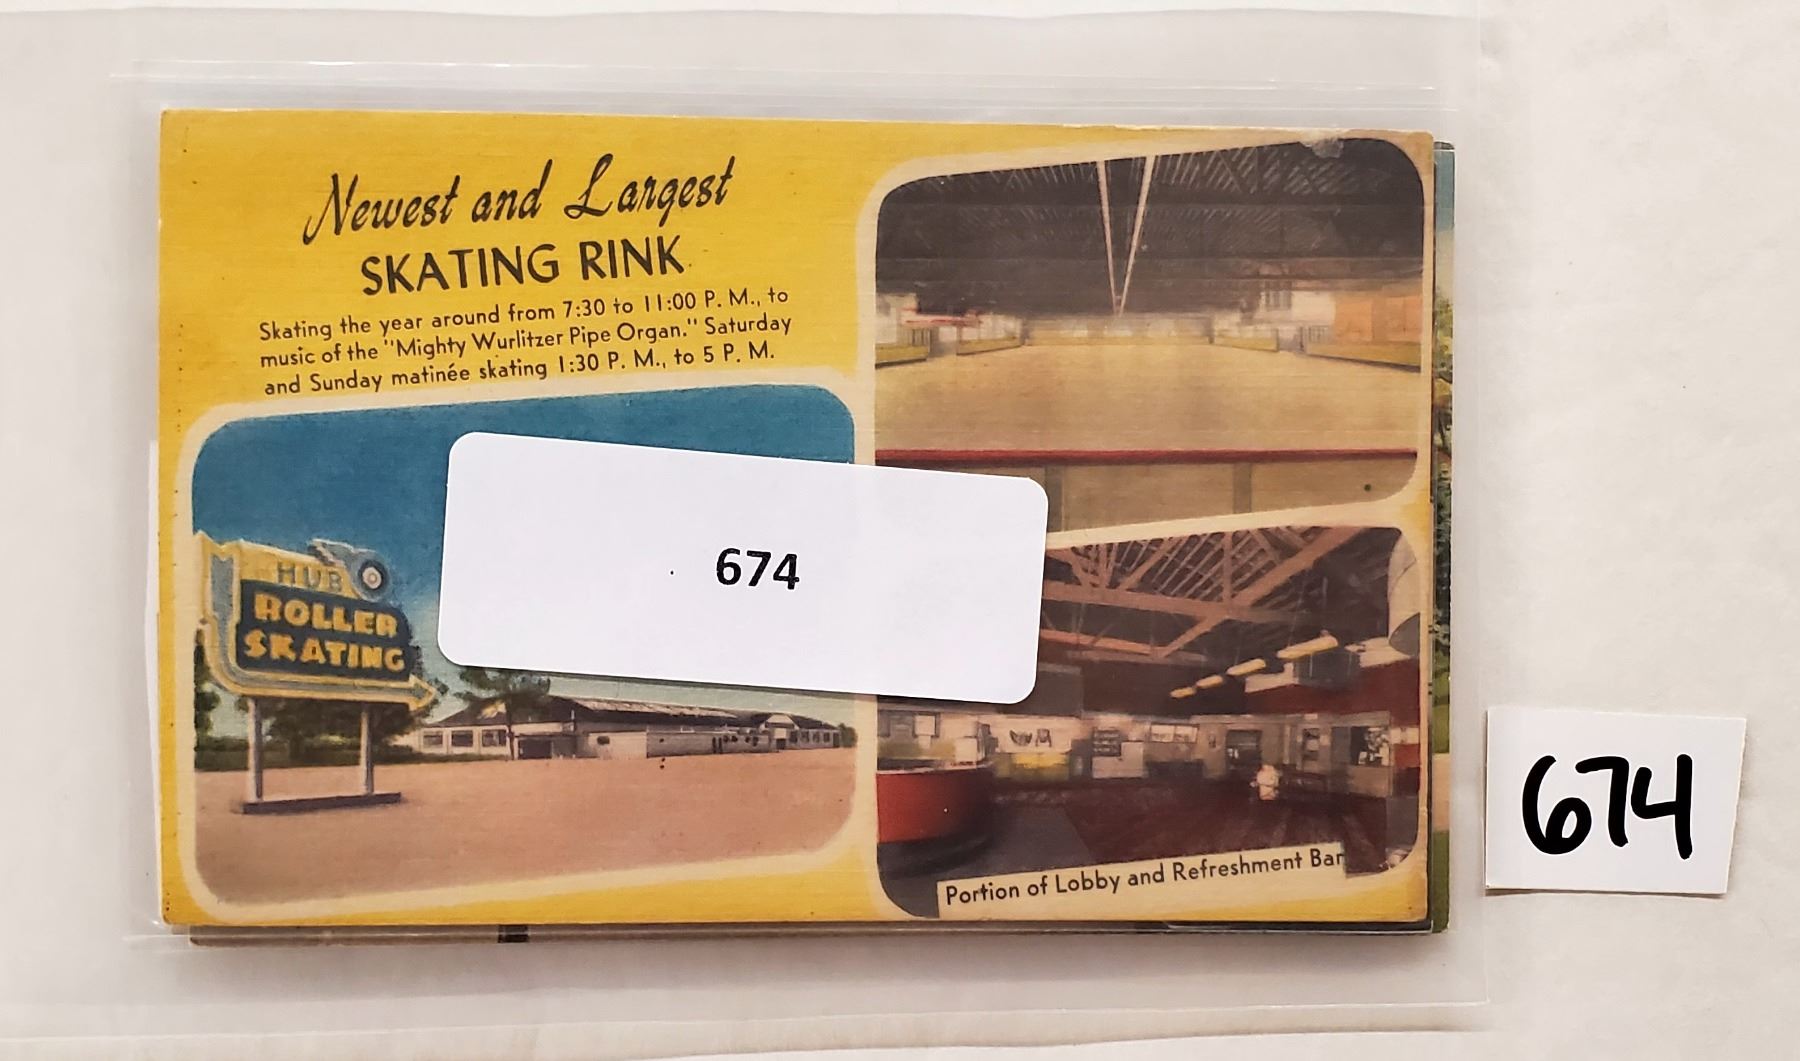 Newest and Largest
SKATING RINK
Skating the year around from 7:30 to 11:00 P. M., to
music of the "Mighty Wurlitzer Pipe Organ." Saturday
and Sunday matinée skating 1:30 P. M., to 5 P. M.
HUB
ROLLER
SKATING
674
Portion of Lobby and Refreshment Bar
674